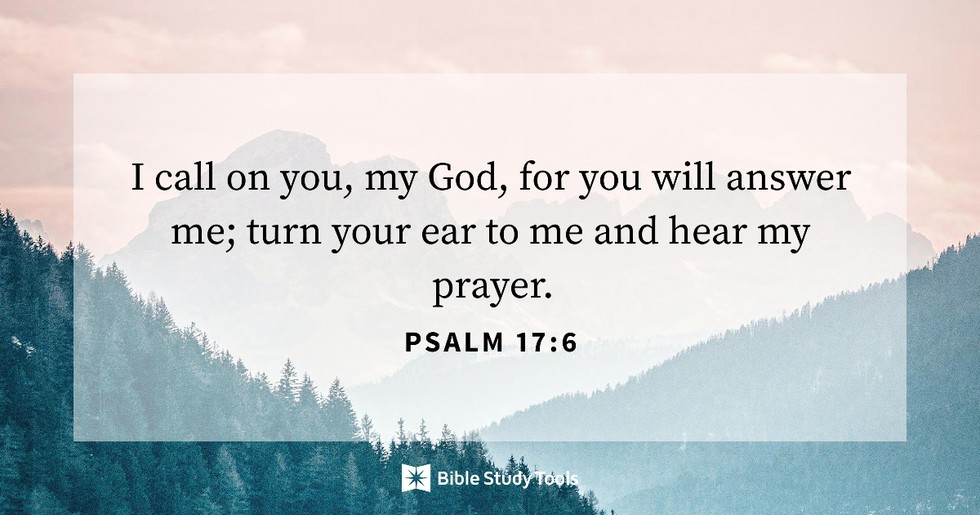 I call on you, my God, for you will answer
me; turn your ear to me and hear my
prayer.
PSALM 17:6
Bible Study Tools